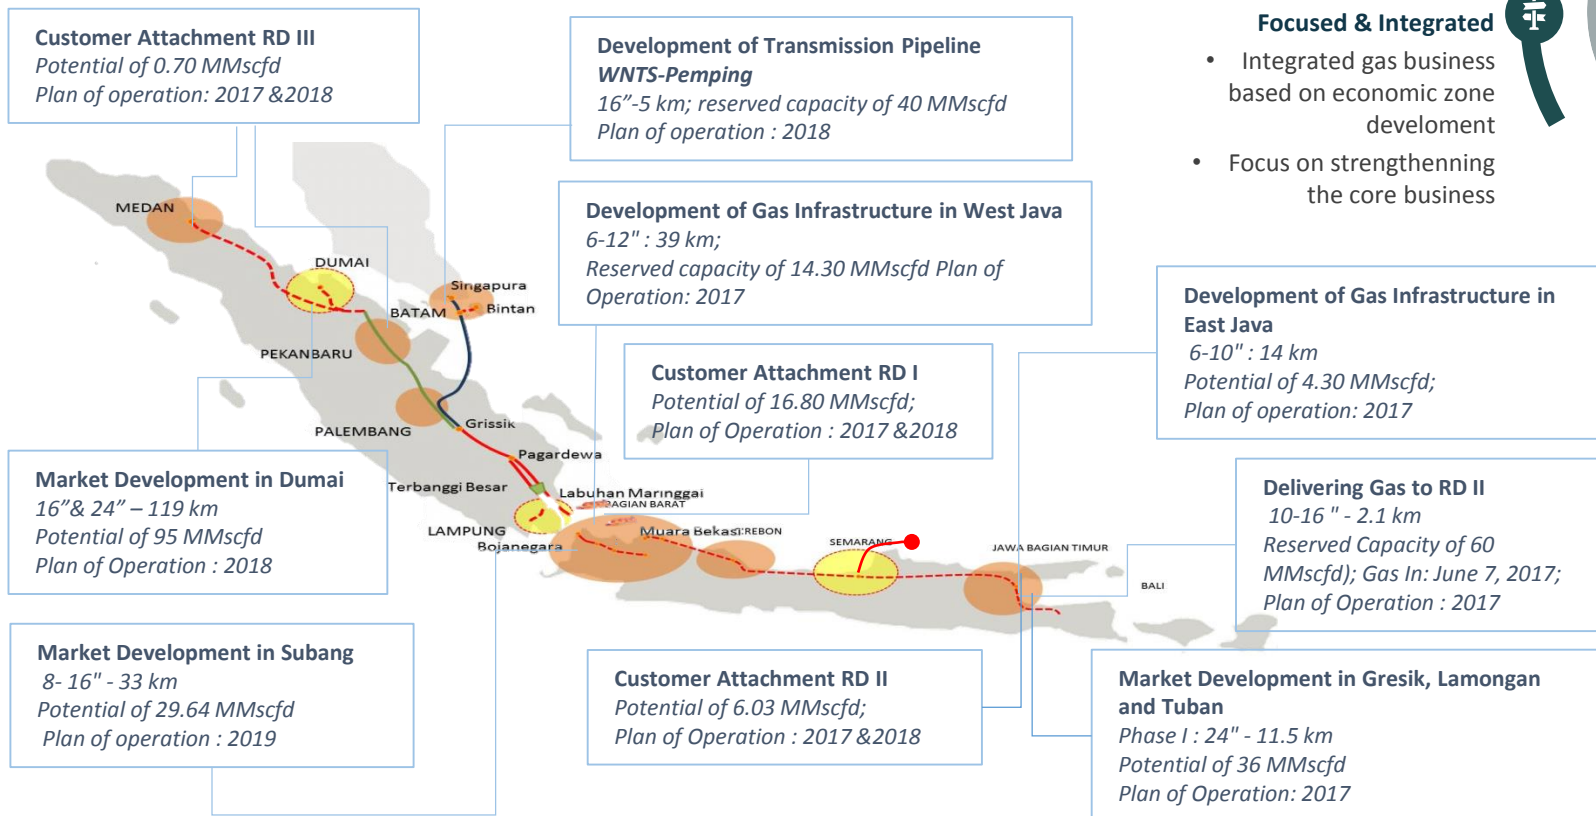 Focused & Integrated
• Integrated gas business
based on economic zone
develoment
• Focus on strengthenning
the core business
Customer Attachment RD III
Potential of 0.70 MMscfd
Plan of operation: 2017 &2018
Development of Transmission Pipeline
WNTS-Pemping
16”-5 km; reserved capacity of 40 MMscfd
Plan of operation : 2018
Development of Gas Infrastructure in West Java
6-12" : 39 km;
Reserved capacity of 14.30 MMscfd Plan of
Operation: 2017
Development of Gas Infrastructure in
East Java
6-10" : 14 km
Potential of 4.30 MMscfd;
Plan of operation: 2017
Customer Attachment RD I
Potential of 16.80 MMscfd;
Plan of Operation : 2017 &2018
MEDAN
DUMAI
Singapura
BATAM
Bintan
PEKANBARU
PALEMBANG
Grissik
Pagardewa
Terbanggi Besar
Labuhan Maringgai
BAGIAN BARAT
LAMPUNG
Bojanegara
Muara Bekasi
REBON
SEMARANG
JAWA BAGIAN TIMUR
BALI
Market Development in Dumai
16”& 24” – 119 km
Potential of 95 MMscfd
Plan of Operation : 2018
Delivering Gas to RD II
10-16 " - 2.1 km
Reserved Capacity of 60
MMscfd); Gas In: June 7, 2017;
Plan of Operation : 2017
Market Development in Subang
8- 16" - 33 km
Potential of 29.64 MMscfd
Plan of operation : 2019
Customer Attachment RD II
Potential of 6.03 MMscfd;
Plan of Operation : 2017 &2018
Market Development in Gresik, Lamongan
and Tuban
Phase I : 24" - 11.5 km
Potential of 36 MMscfd
Plan of Operation: 2017